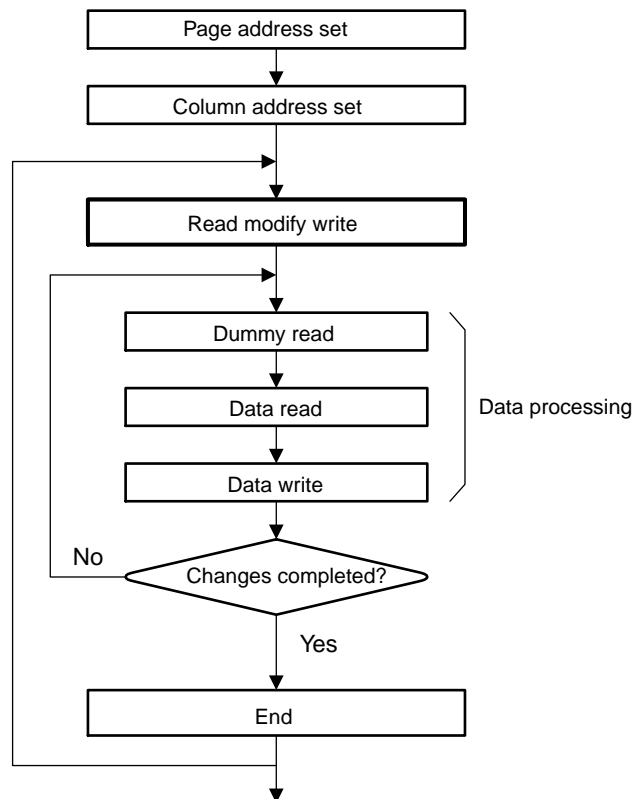 Page address set
Column address set
Read modify write
Dummy read
Data read
Data processing
Data write
No
Changes completed?
Yes
End